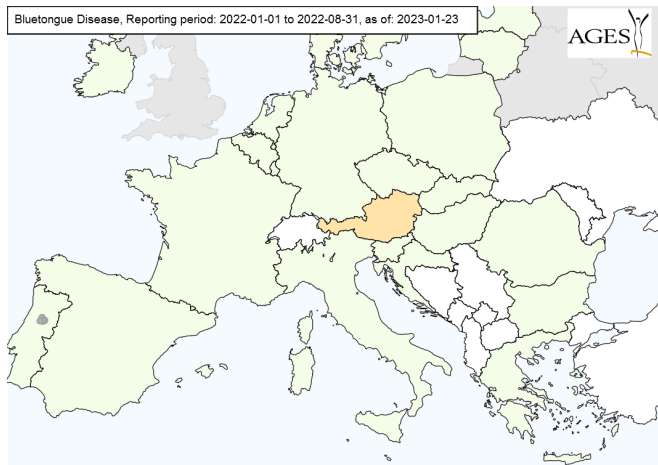 Bluetongue Disease, Reporting period: 2022-01-01 to 2022-08-31, as of: 2023-01-23
AGES